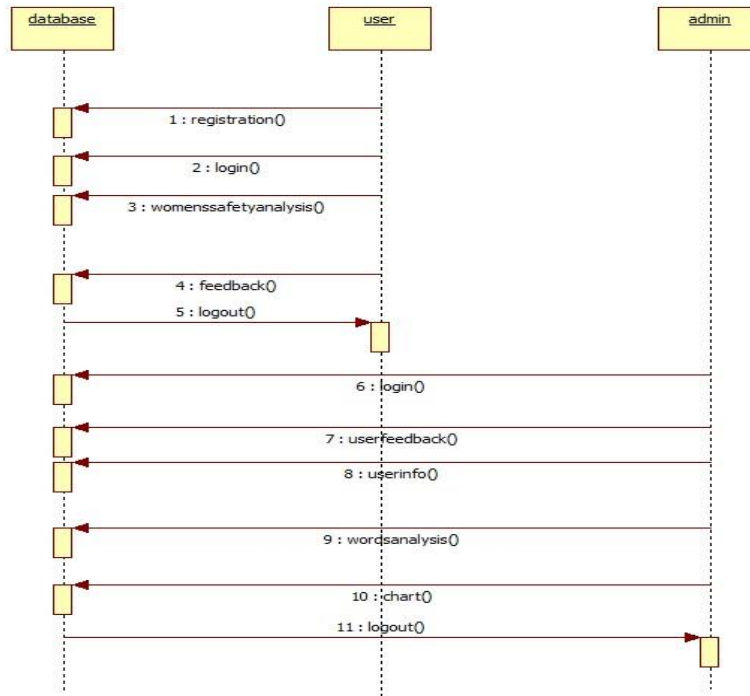 database
user
admin
1 : registration()
2 : login()
3 : womenssafetyanalysis()
4 : feedback()
5 : logout()
6 : login()
7 : userfeedback()
8 : userinfo()
9 : wordsanalysis()
10 : chart()
11 : logout()